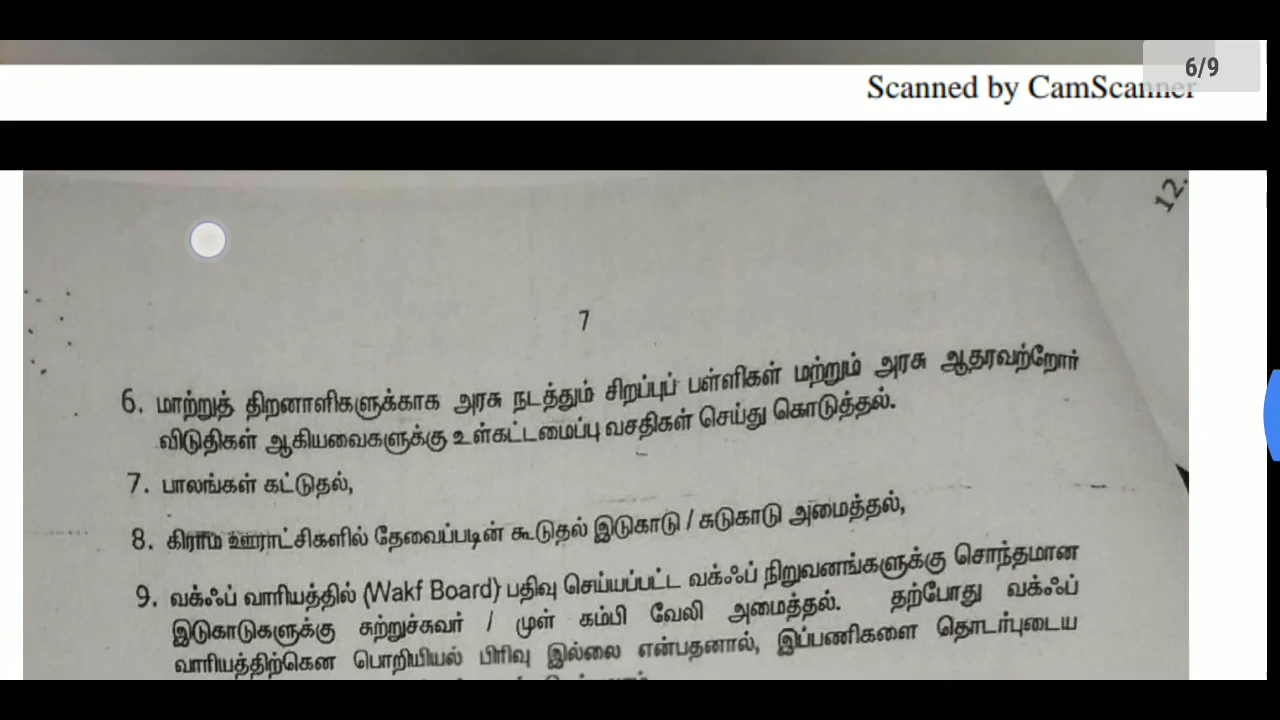 6/9
Scanned by CamScanner
12.
7
6. மாற்றுத் திறனாளிகளுக்காக அரசு நடத்தும் சிறப்புப் பள்ளிகள் மற்றும் அரசு ஆதரவற்றோர்
விடுதிகள் ஆகியவைகளுக்கு உள்கட்டமைப்பு வசதிகள் செய்து கொடுத்தல்.
7. பாலங்கள் கட்டுதல்,
8. கிராம ஊராட்சிகளில் தேவைப்படின் கூடுதல் இடுகாடு / சுடுகாடு அமைத்தல்,
9. வக்ஃப் வாரியத்தில் (Wakf Board) பதிவு செய்யப்பட்ட வக்ஃப் நிறுவனங்களுக்கு சொந்தமான
இடுகாடுகளுக்கு சுற்றுச்சுவர் / முள் கம்பி வேலி அமைத்தல். தற்போது வக்ஃப்
வாரியத்திற்கென பொறியியல் பிரிவு இல்லை என்பதனால், இப்பணிகளை தொடர்புடைய